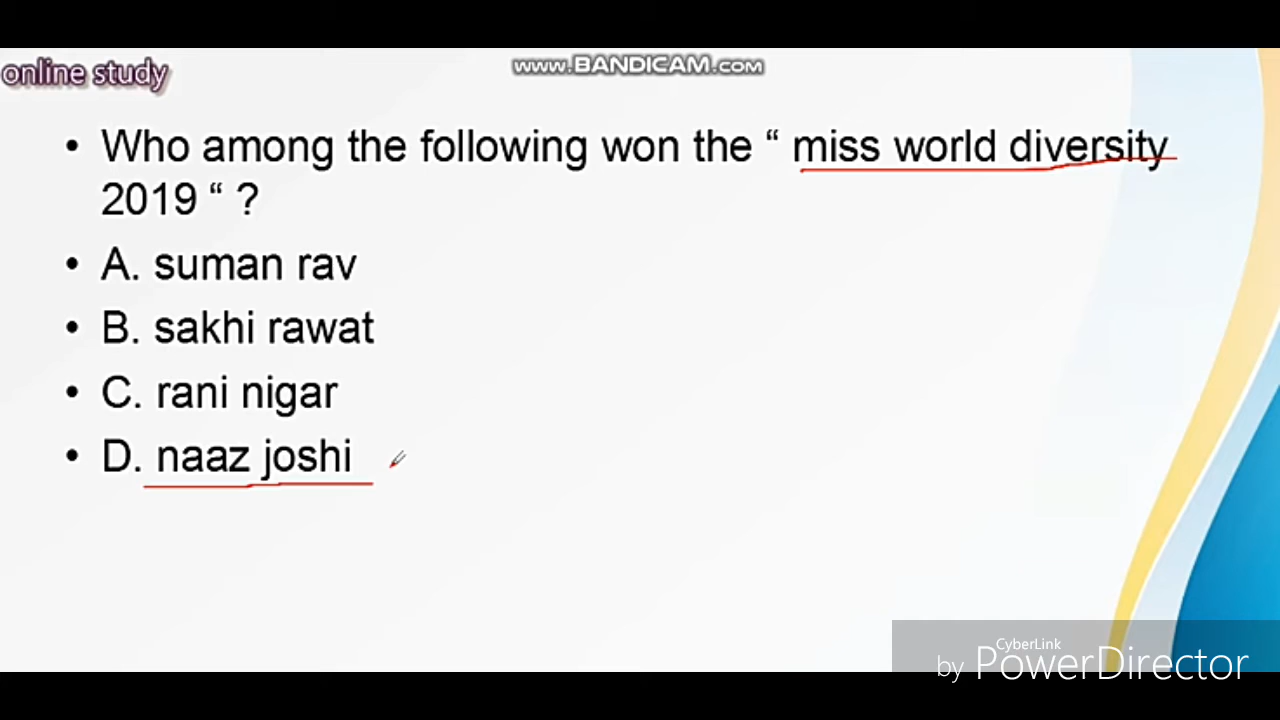 www.BANDICAM.com
online study
• Who among the following won the “ miss world diversity
2019 “ ?
• A. suman rav
• B. sakhi rawat
• C. rani nigar
• D. naaz joshi
CyberLink
by PowerDirector